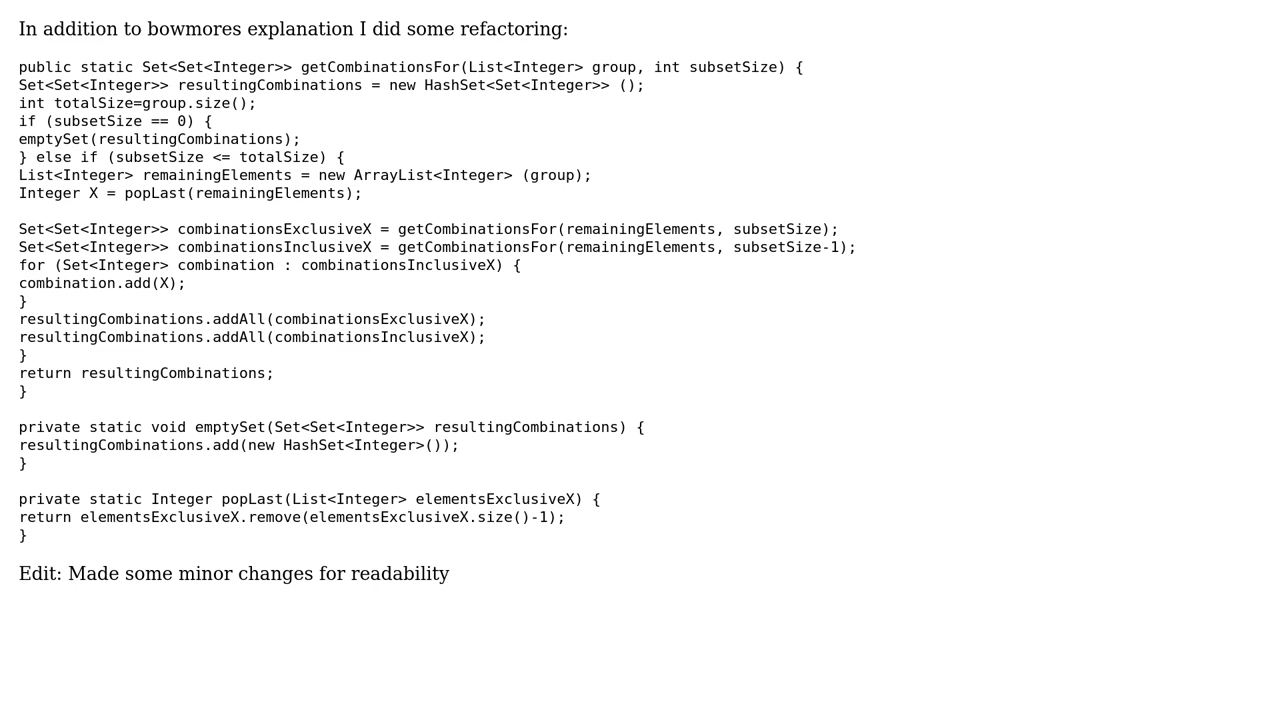 In addition to bowmores explanation I did some refactoring:
public static Set<Set<Integer>> getCombinationsFor(List<Integer> group, int subsetSize) {
Set<Set<Integer>> resultingCombinations = new HashSet<Set<Integer>> ();
int totalSize=group.size();
if (subsetSize == 0) {
emptySet(resultingCombinations);
} else if (subsetSize <= totalSize) {
List<Integer> remainingElements = new ArrayList<Integer> (group);
Integer X = popLast(remainingElements);
Set<Set<Integer>> combinationsExclusiveX = getCombinationsFor(remainingElements, subsetSize);
Set<Set<Integer>> combinationsInclusiveX = getCombinationsFor(remainingElements, subsetSize-1);
for (Set<Integer> combination : combinationsInclusiveX) {
combination.add(X);
}
resultingCombinations.addAll(combinationsExclusiveX);
resultingCombinations.addAll(combinationsInclusiveX);
}
return resultingCombinations;
}
private static void emptySet(Set<Set<Integer>> resultingCombinations) {
resultingCombinations.add(new HashSet<Integer>());
}
private static Integer popLast(List<Integer> elementsExclusiveX) {
return elementsExclusiveX.remove(elementsExclusiveX.size()-1);
}
Edit: Made some minor changes for readability